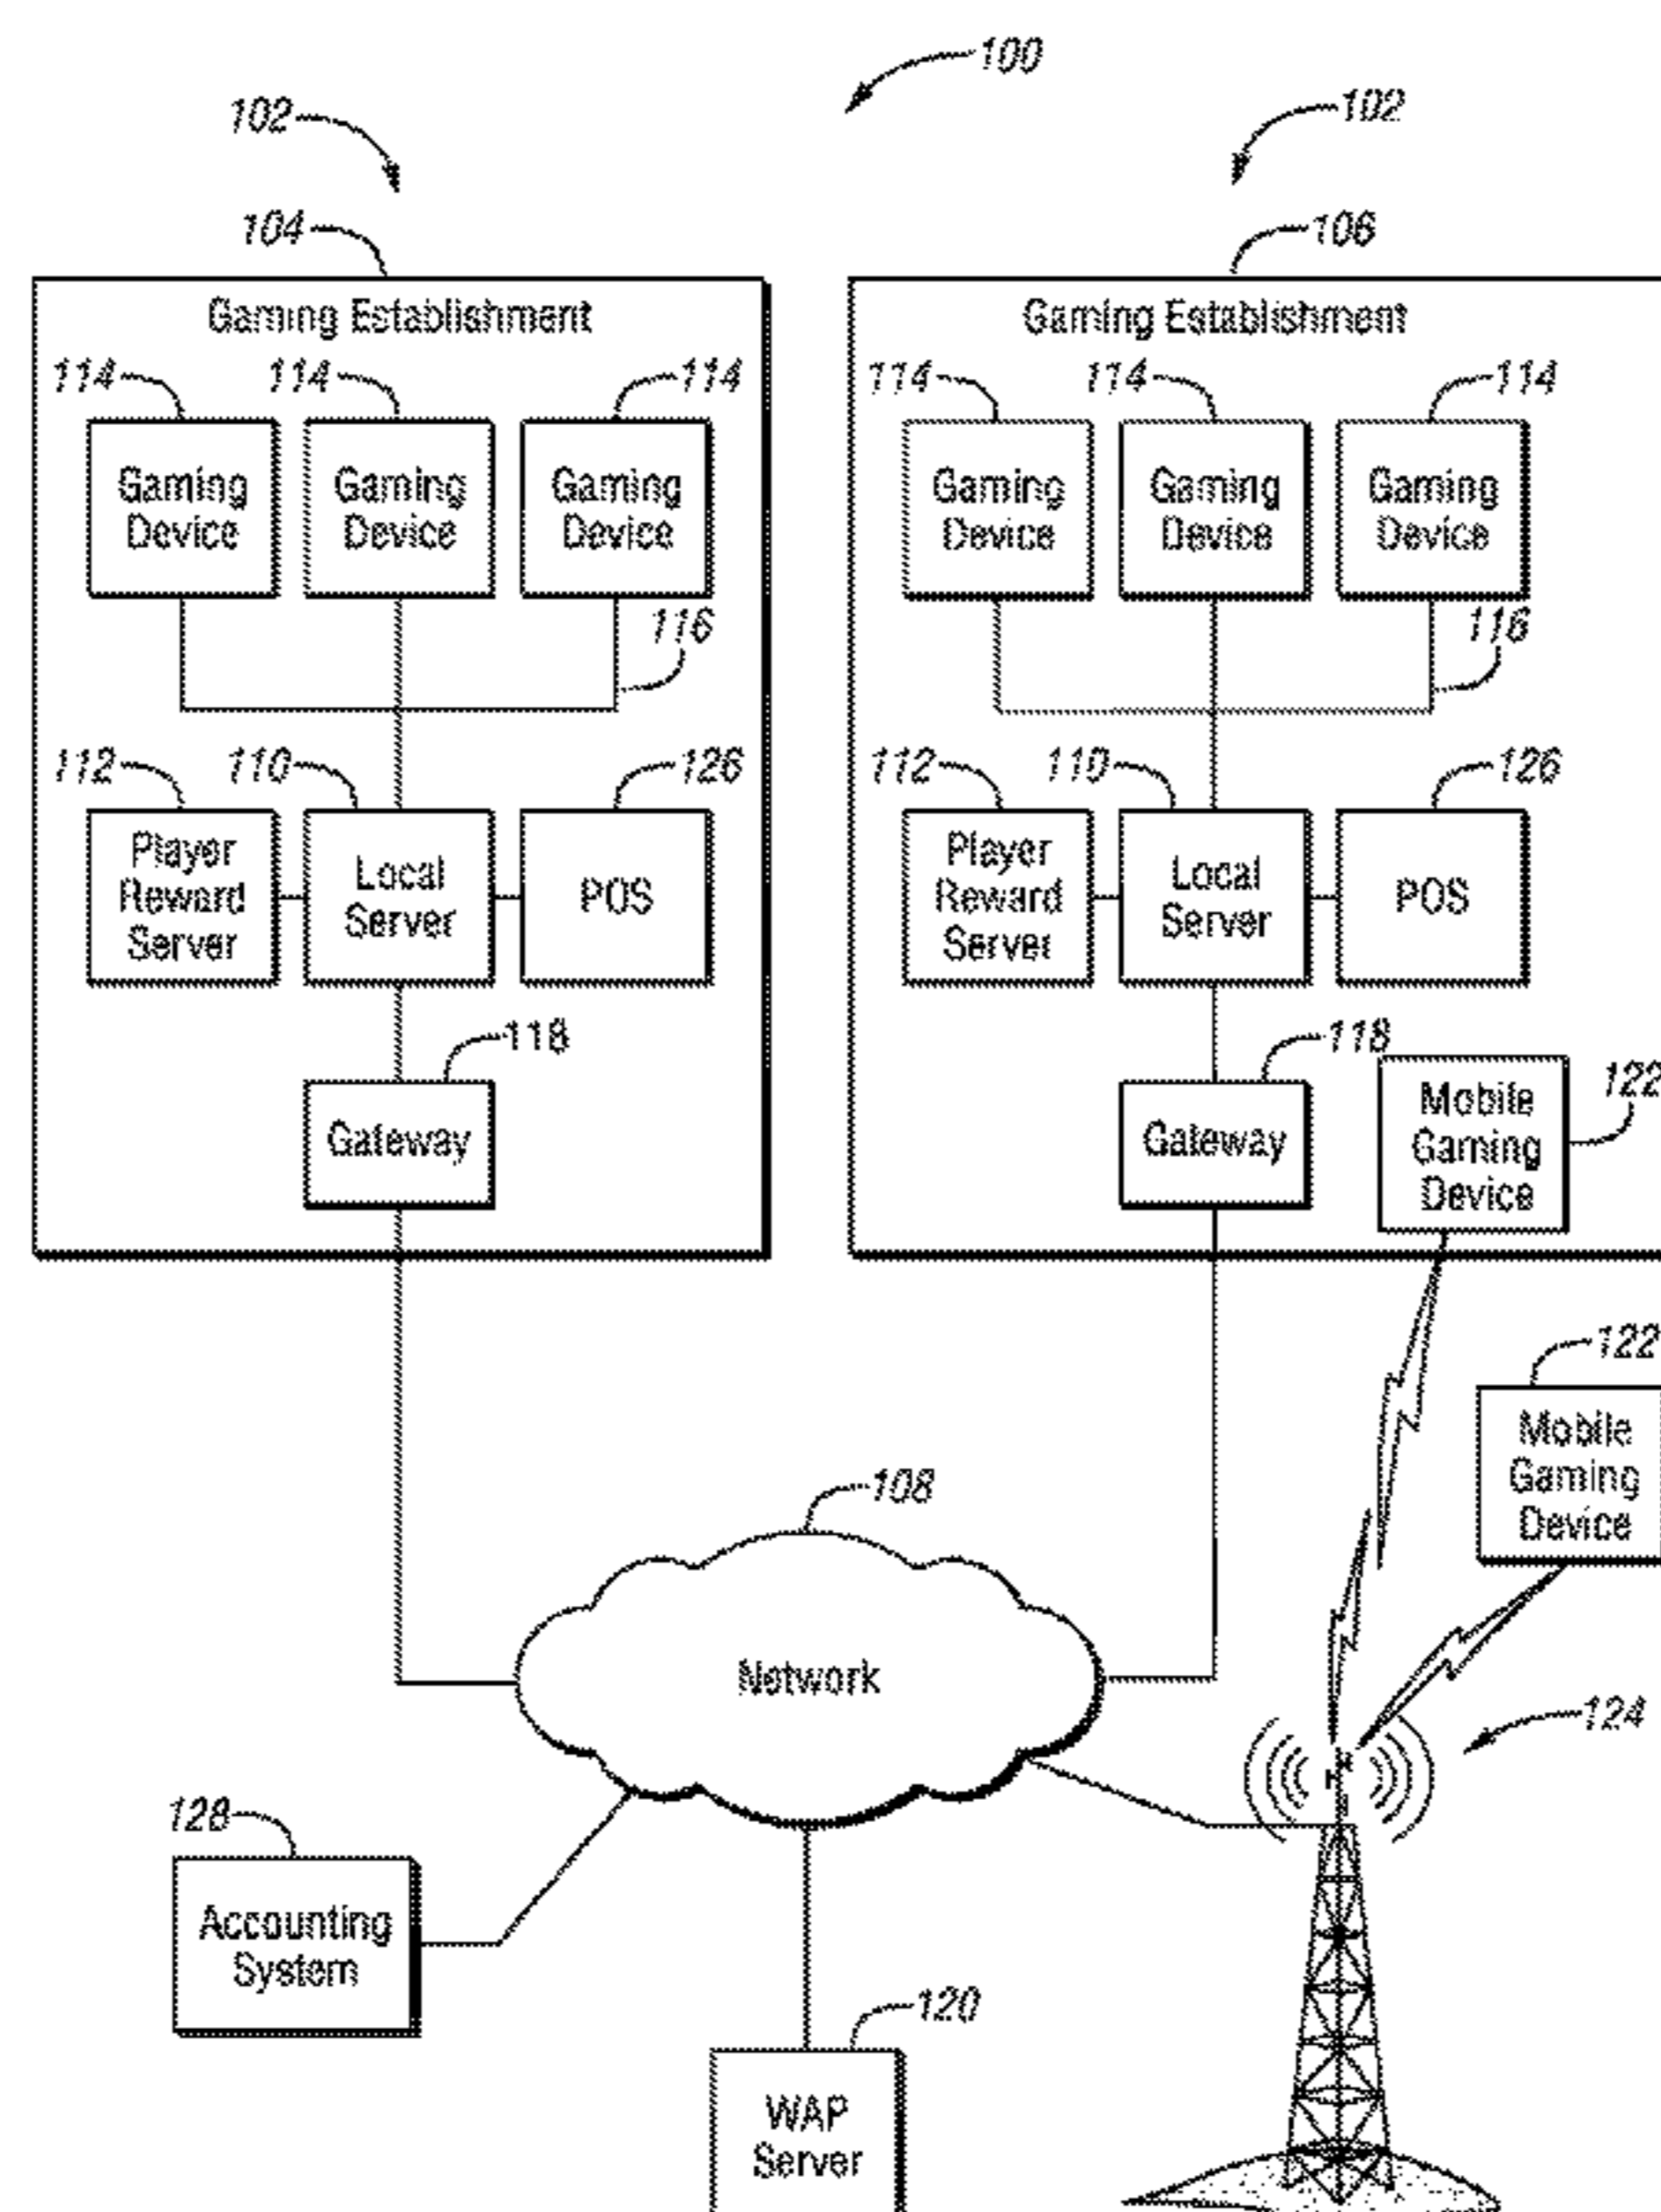 100
102
102
104
106
Gaming Establishment
Gaming Establishment
114
114
114
114
114
114
Gaming
Device
Gaming
Device
Gaming
Device
Gaming
Device
Gaming
Device
Gaming
Device
116
116
112
110
126
112
110
126
Player
Reward
Server
Local
Server
POS
Player
Reward
Server
Local
Server
POS
118
118
122
Gateway
Gateway
Mobile
Gaming
Device
122
Mobile
Gaming
Device
108
Network
124
128
Accounting
System
120
WAP
Server